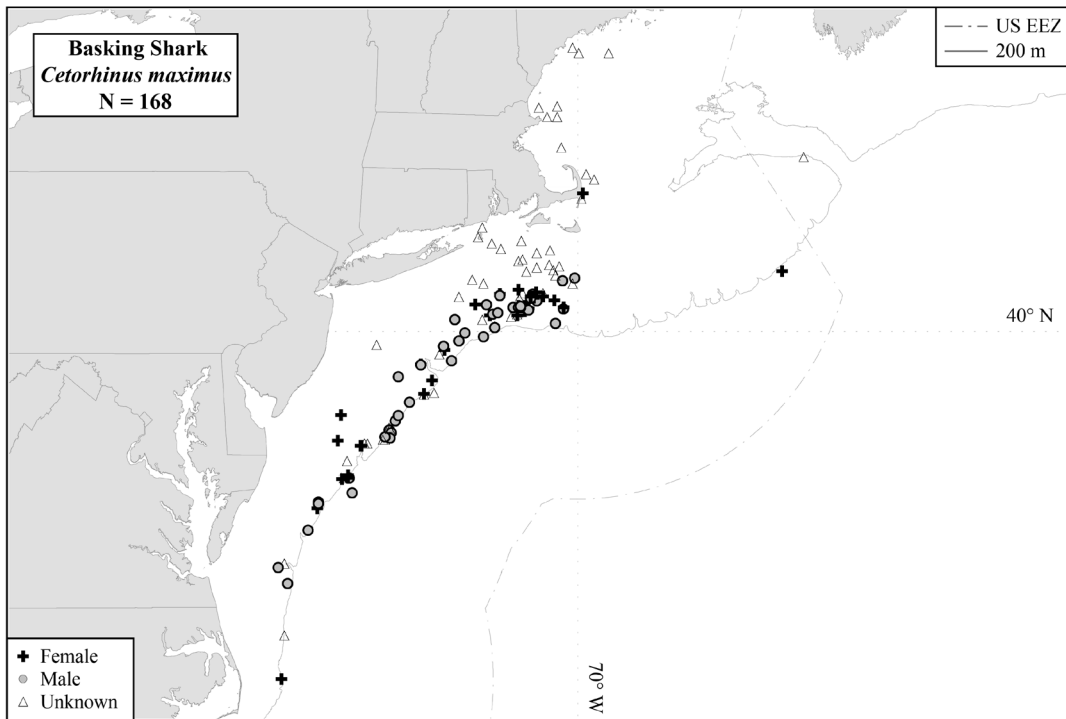 Basking Shark
Cetorhinus maximus
N = 168
US EEZ
200 m
40° N
70° W
Female
Male
Unknown